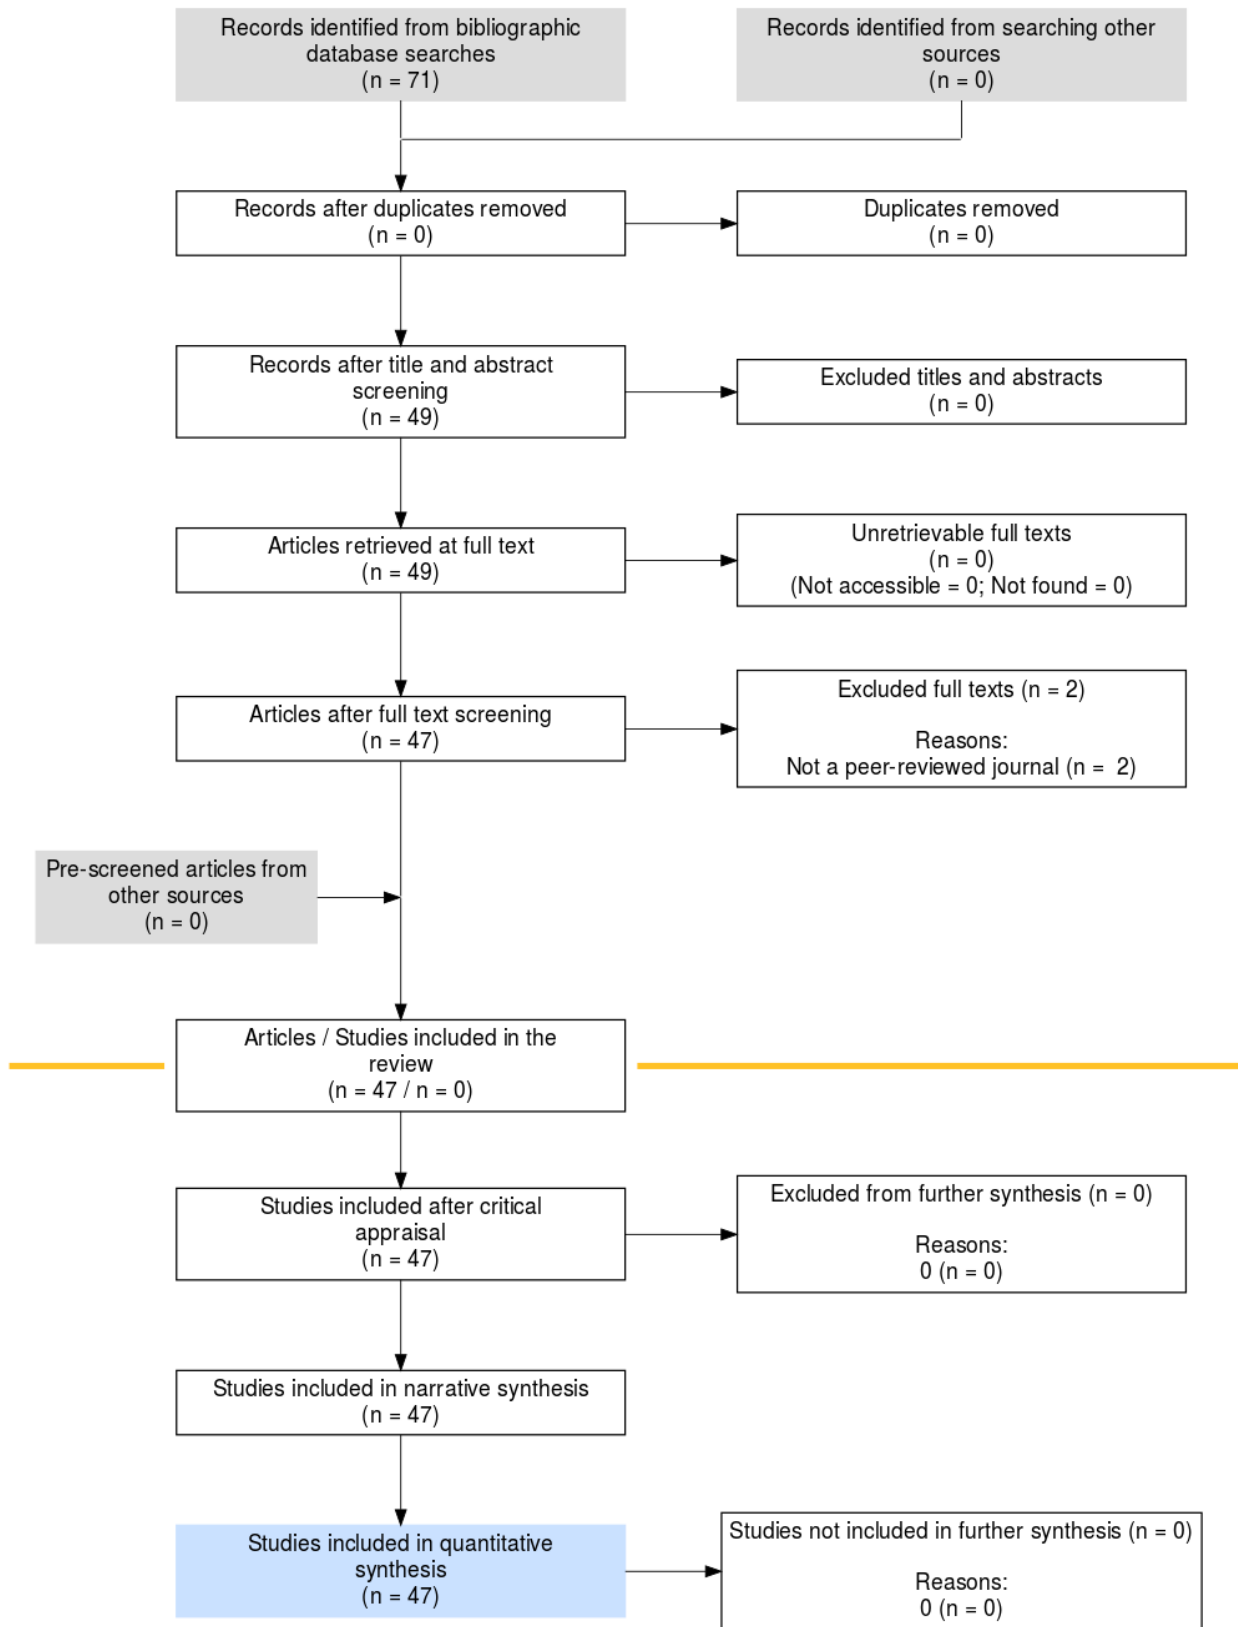 Records identified from bibliographic
database searches
(n = 71)
Records identified from searching other
sources
(n = 0)
Records after duplicates removed
(n = 0)
Duplicates removed
(n = 0)
Records after title and abstract
screening
(n = 49)
Excluded titles and abstracts
(n = 0)
Articles retrieved at full text
(n = 49)
Unretrievable full texts
(n = 0)
(Not accessible = 0; Not found = 0)
Articles after full text screening
(n = 47)
Excluded full texts (n = 2)
Reasons:
Not a peer-reviewed journal (n =  2)
Pre-screened articles from
other sources
(n = 0)
Articles / Studies included in the
review
(n = 47 / n = 0)
Studies included after critical
appraisal
(n = 47)
Excluded from further synthesis (n = 0)
Reasons:
0 (n = 0)
Studies included in narrative synthesis
(n = 47)
Studies included in quantitative
synthesis
(n = 47)
Studies not included in further synthesis (n = 0)
Reasons:
0 (n = 0)